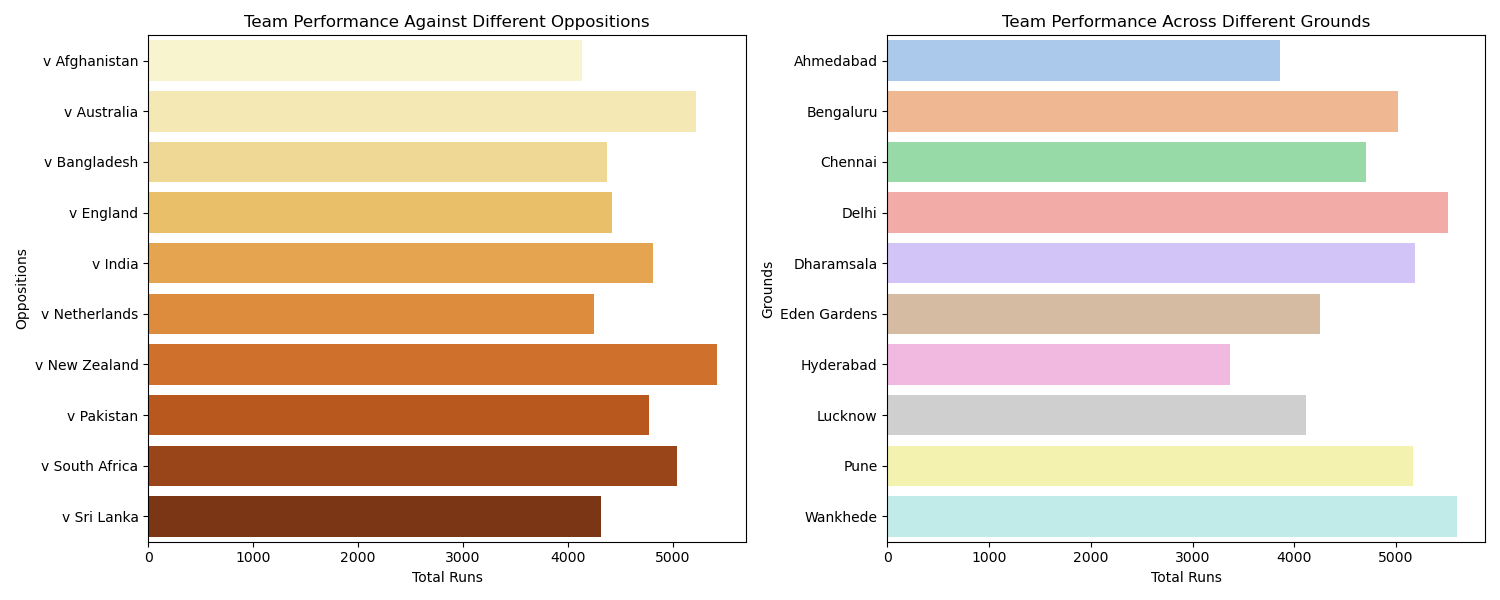 Team Performance Against Different Oppositions
Oppositions
v Afghanistan
v Australia
v Bangladesh
v England
v India
v Netherlands
v New Zealand
v Pakistan
v South Africa
v Sri Lanka
0 1000 2000 3000 4000 5000
Total Runs
Team Performance Across Different Grounds
Grounds
Ahmedabad
Bengaluru
Chennai
Delhi
Dharamsala
Eden Gardens
Hyderabad
Lucknow
Pune
Wankhede
0 1000 2000 3000 4000 5000
Total Runs